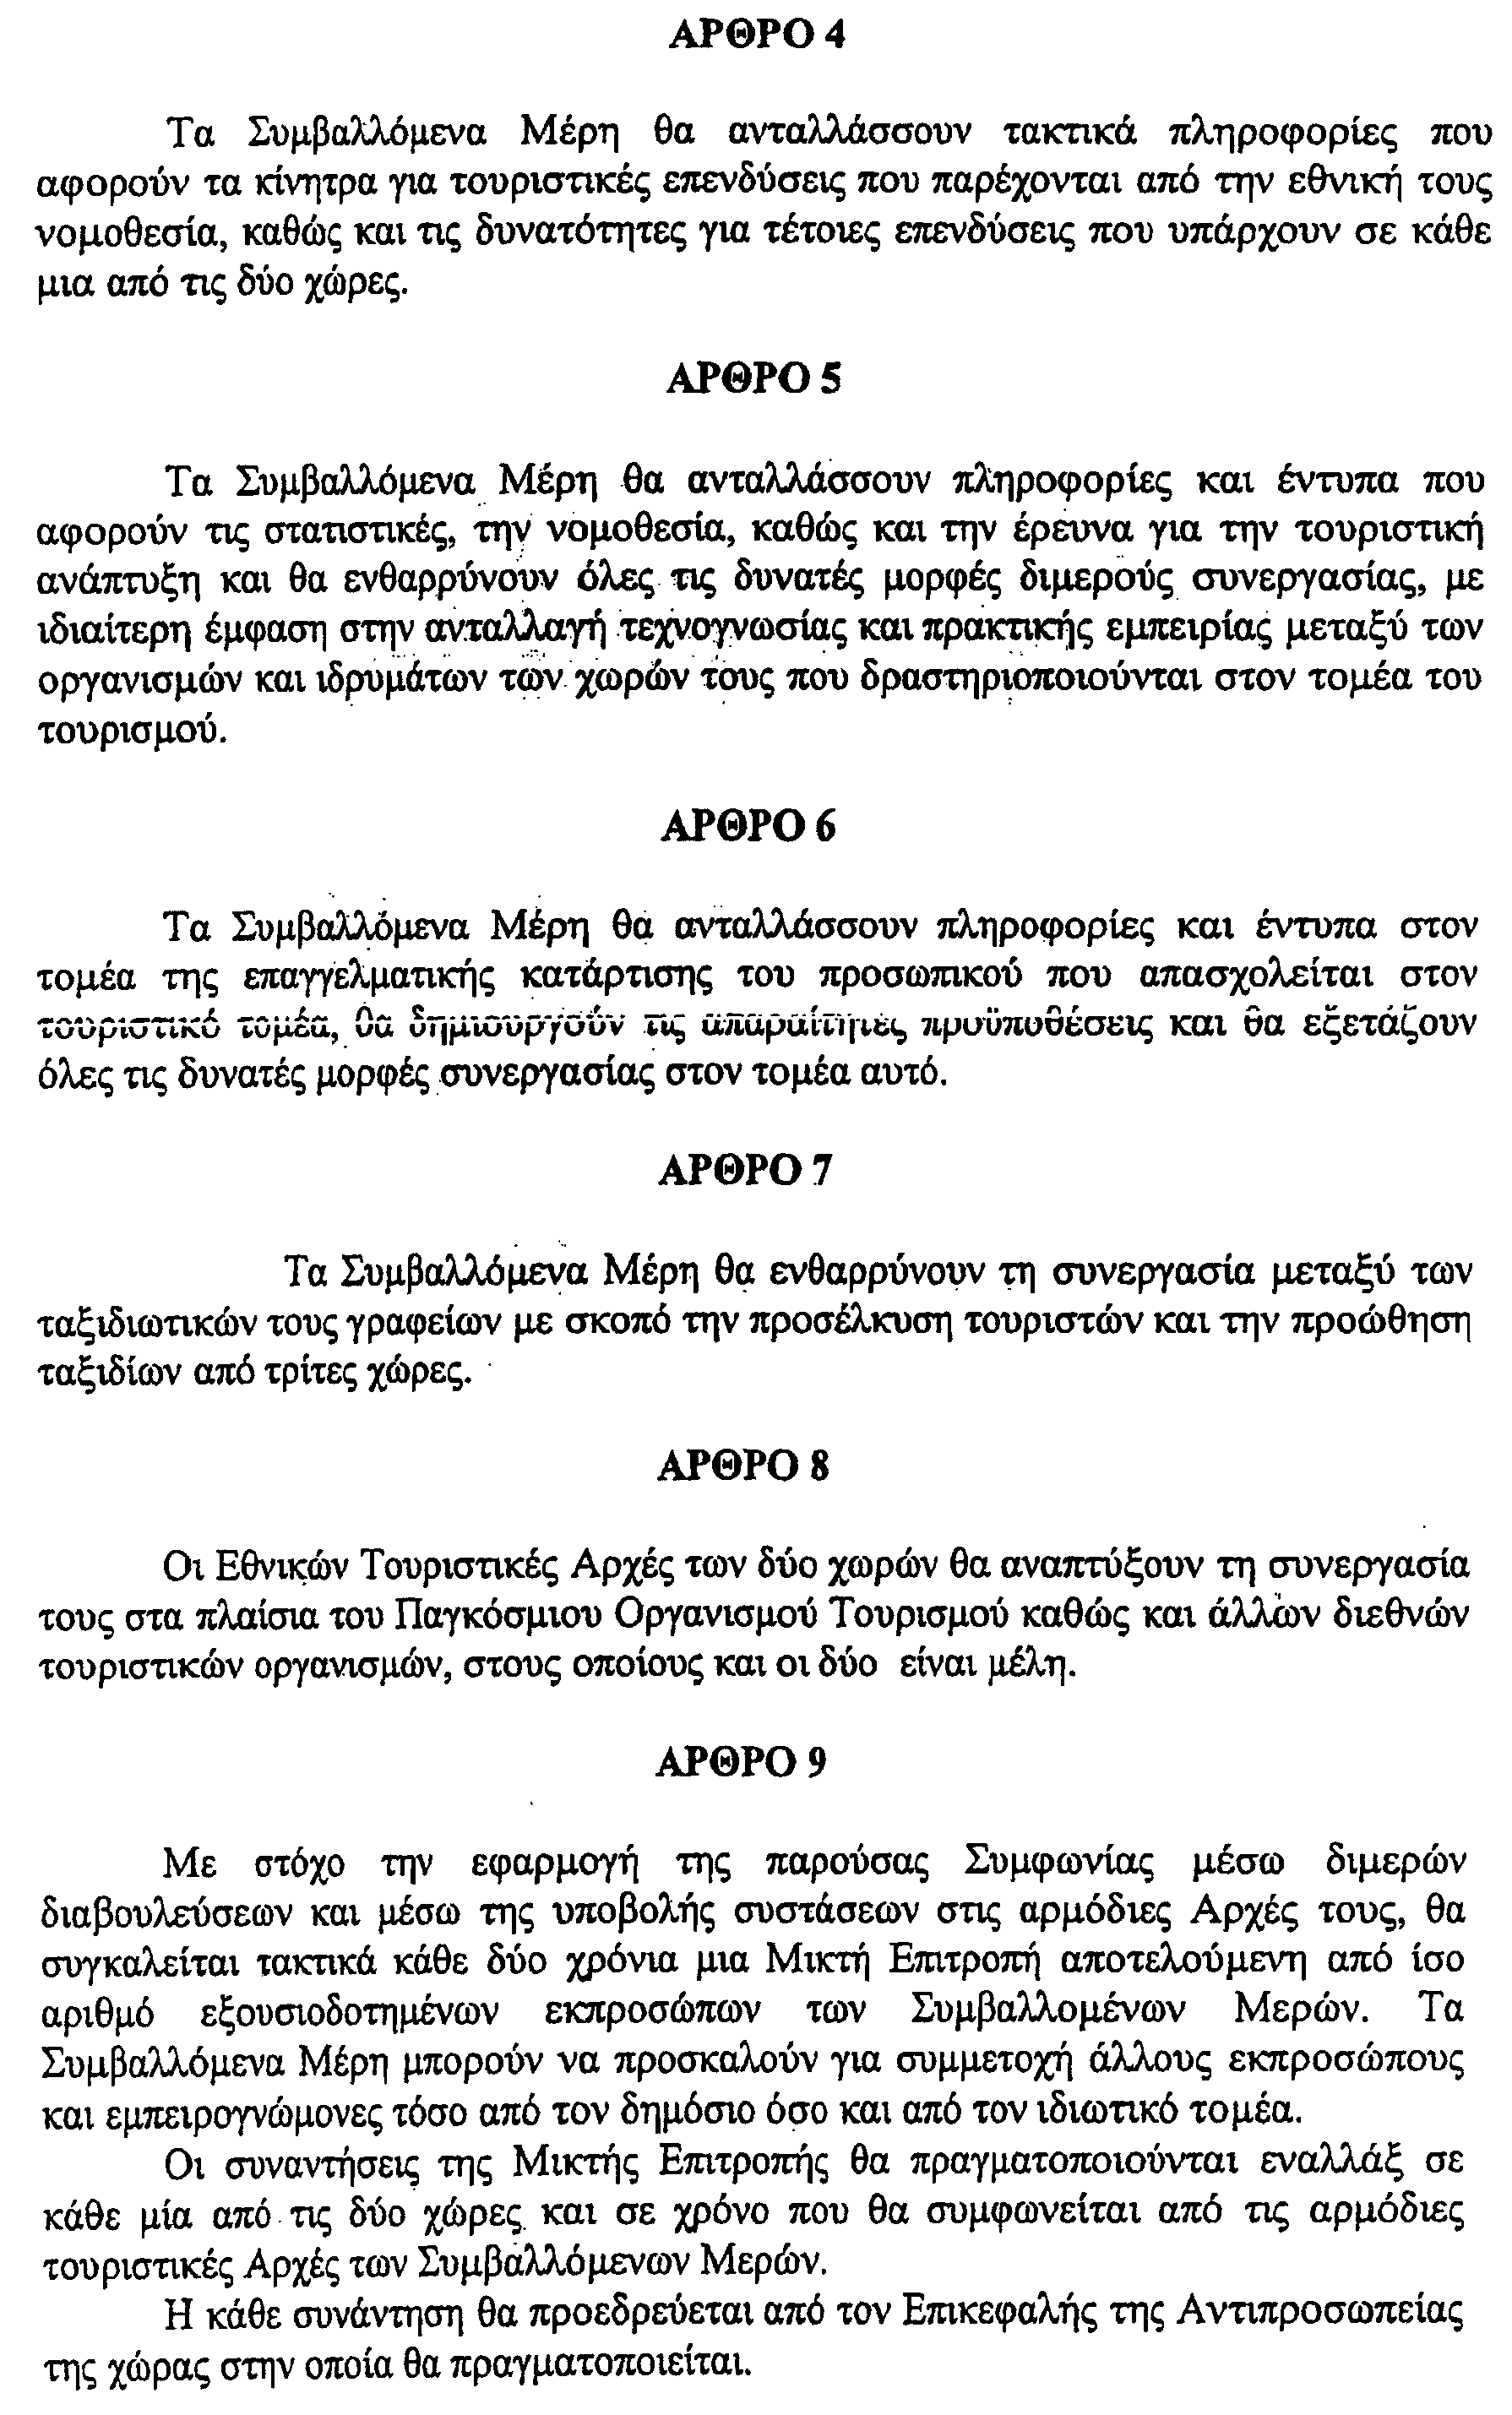 ΑΡΘΡΟ 4
Τα Συμβαλλόμενα Μέρη θα ανταλλάσσουν τακτικά πληροφορίες που
αφορούν τα κίνητρα για τουριστικές επενδύσεις που παρέχονται από την εθνική τους
νομοθεσία, καθώς και τις δυνατότητες για τέτοιες επενδύσεις που υπάρχουν σε κάθε
μια από τις δύο χώρες.
ΑΡΘΡΟ 5
Τα Συμβαλλόμενα Μέρη θα ανταλλάσσουν πληροφορίες και έντυπα που
αφορούν τις στατιστικές, την νομοθεσία, καθώς και την έρευνα για την τουριστική
ανάπτυξη και θα ενθαρρύνουν όλες τις δυνατές μορφές διμερούς συνεργασίας, με
ιδιαίτερη έμφαση στην ανταλλαγή τεχνογνωσίας και πρακτικής εμπειρίας μεταξύ των
οργανισμών και ιδρυμάτων των χωρών τους που δραστηριοποιούνται στον τομέα του
τουρισμού.
ΑΡΘΡΟ 6
Τα Συμβαλλόμενα Μέρη θα ανταλλάσσουν πληροφορίες και έντυπα στον
τομέα της επαγγελματικής κατάρτισης του προσωπικού που απασχολείται στον
τουριστικό τομέα, θα δημιουργούν τις απαραίτητες προϋποθέσεις και θα εξετάζουν
όλες τις δυνατές μορφές συνεργασίας στον τομέα αυτό.
ΑΡΘΡΟ 7
Τα Συμβαλλόμενα Μέρη θα ενθαρρύνουν τη συνεργασία μεταξύ των
ταξιδιωτικών τους γραφείων με σκοπό την προσέλκυση τουριστών και την προώθηση
ταξιδίων από τρίτες χώρες.
ΑΡΘΡΟ 8
Οι Εθνικών Τουριστικές Αρχές των δύο χωρών θα αναπτύξουν τη συνεργασία
τους στα πλαίσια του Παγκόσμιου Οργανισμού Τουρισμού καθώς και άλλων διεθνών
τουριστικών οργανισμών, στους οποίους και οι δύο είναι μέλη.
ΑΡΘΡΟ 9
Με στόχο την εφαρμογή της παρούσας Συμφωνίας μέσω διμερών
διαβουλεύσεων και μέσω της υποβολής συστάσεων στις αρμόδιες Αρχές τους, θα
συγκαλείται τακτικά κάθε δύο χρόνια μια Μικτή Επιτροπή αποτελούμενη από ίσο
αριθμό εξουσιοδοτημένων εκπροσώπων των Συμβαλλομένων Μερών. Τα
Συμβαλλόμενα Μέρη μπορούν να προσκαλούν για συμμετοχή άλλους εκπροσώπους
και εμπειρογνώμονες τόσο από τον δημόσιο όσο και από τον ιδιωτικό τομέα.
Οι συναντήσεις της Μικτής Επιτροπής θα πραγματοποιούνται εναλλάξ σε
κάθε μία από τις δύο χώρες και σε χρόνο που θα συμφωνείται από τις αρμόδιες
τουριστικές Αρχές των Συμβαλλόμενων Μερών.
Η κάθε συνάντηση θα προεδρεύεται από τον Επικεφαλής της Αντιπροσωπείας
της χώρας στην οποία θα πραγματοποιείται.